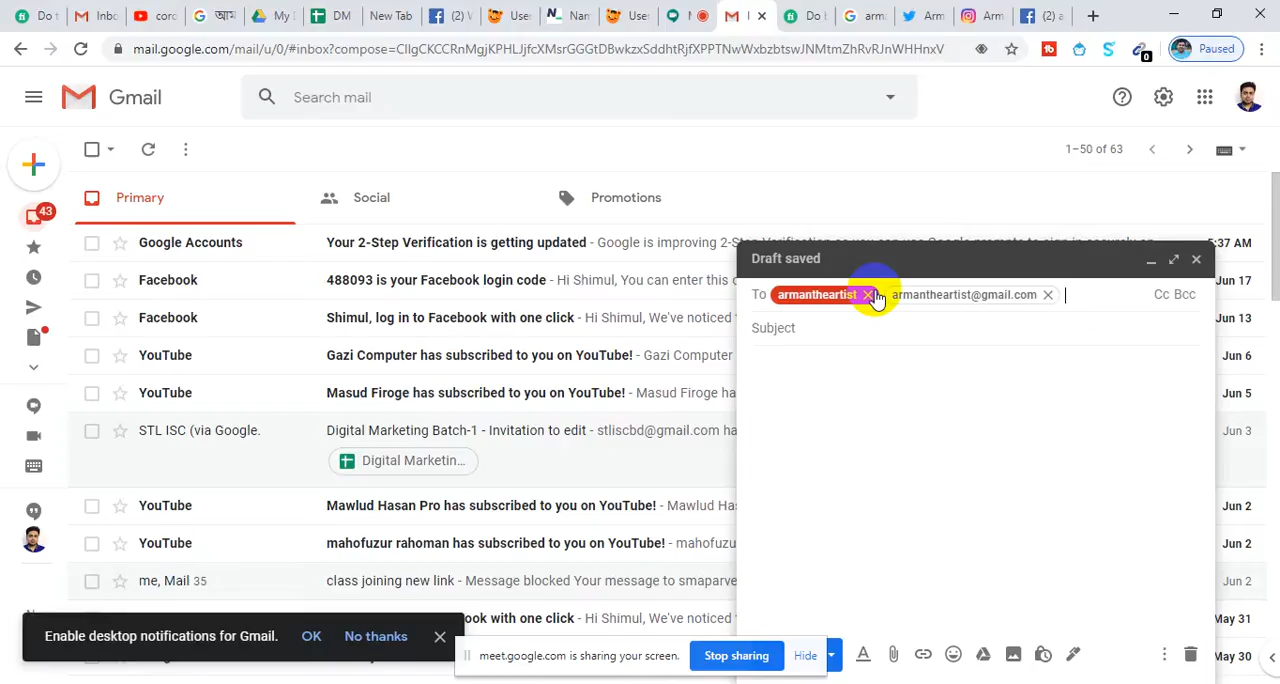 Do t
Inbo
corc
আম
My I
DM
New Tab
(2) V
Use
Nan
Use
I
Do b
arm
Arm
Arm
(2) a
mail.google.com/mail/u/0/#inbox?compose=CllgCKCCRnMgjKPHLJjfcXMsrGGGtDBwkzxSddhtRjfXPPTNwWxbzbtswJNMtmZhRvRJnWHHnxV
0
Paused
Gmail
Search mail
1–50 of 63
43
Primary
Social
Promotions
Google Accounts Your 2-Step Verification is getting updated - Google is improving 2-Step Verification 5:37 AM
Facebook 488093 is your Facebook login code - Hi Shimul, You can enter this c Jun 17
Facebook Shimul, log in to Facebook with one click - Hi Shimul, We've noticed Jun 13
YouTube Gazi Computer has subscribed to you on YouTube! - Gazi Computer Jun 6
YouTube Masud Firoge has subscribed to you on YouTube! - Masud Firoge ha Jun 5
STL ISC (via Google. Digital Marketing Batch-1 - Invitation to edit - stliscbd@gmail.com ha Jun 3
Digital Marketin...
YouTube Mawlud Hasan Pro has subscribed to you on YouTube! - Mawlud Has Jun 2
YouTube mahofuzur rahoman has subscribed to you on YouTube! - mahofuz Jun 2
me, Mail 35 class joining new link - Message blocked Your message to smaparve Jun 2
ook with one click - Hi Shimul, We've noticed May 31
May 30
Draft saved
To armantheartist armantheartist@gmail.com Cc Bcc
Subject
Enable desktop notifications for Gmail. OK No thanks
meet.google.com is sharing your screen. Stop sharing Hide